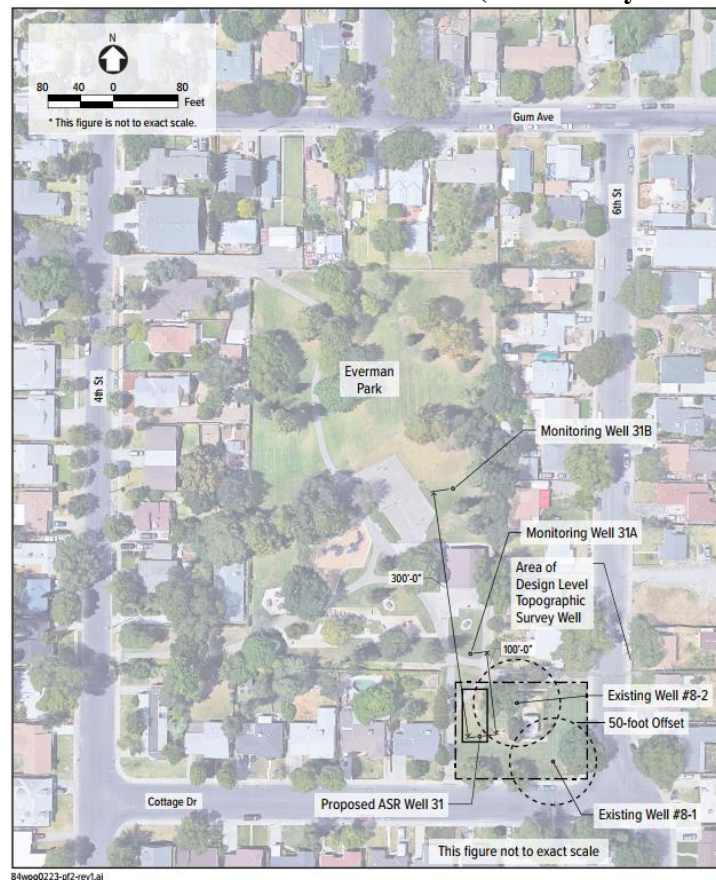 N
80 40 0 80
Feet
* This figure is not to exact scale.
Gum Ave
6th St
4th St
Everman
Park
Monitoring Well 31B
Monitoring Well 31A
300'-0"
Area of
Design Level
Topographic
Survey Well
100'-0"
Existing Well #8-2
50-foot Offset
Proposed ASR Well 31
Cottage Dr
Existing Well #8-1
This figure not to exact scale
84woo0223-pf2-rev1.ai